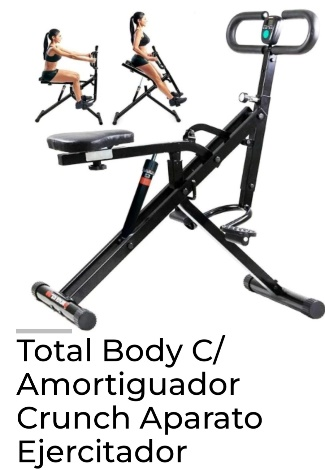 Total Body C/
Amortiguador
Crunch Aparato
Ejercitador